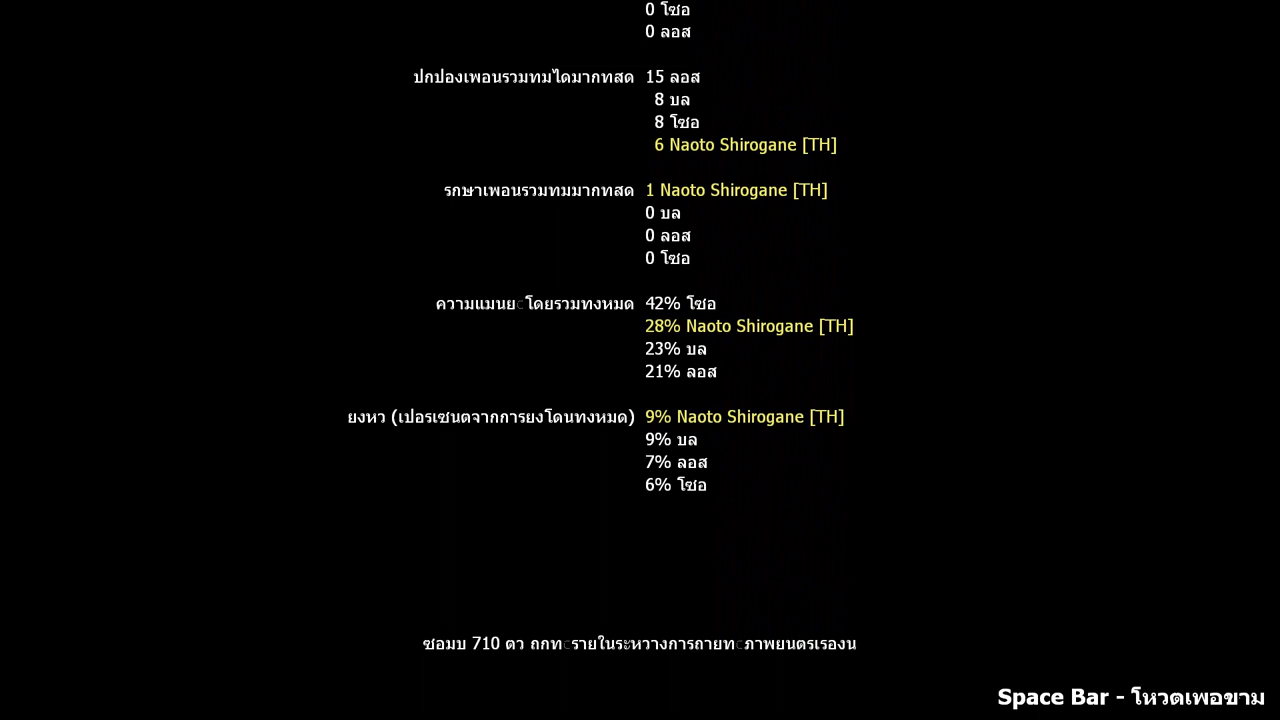 0 โซอ
0 ลอส
ปกปองเพอนรวมทมไดมากทสด 15 ลอส
8 บล
8 โซอ
6 Naoto Shirogane [TH]
รกษาเพอนรวมทมมากทสด 1 Naoto Shirogane [TH]
0 บล
0 ลอส
0 โซอ
ความแมนย ํโดยรวมทงหมด 42% โซอ
28% Naoto Shirogane [TH]
23% บล
21% ลอส
ยงหว (เปอรเซนตจากการยงโดนทงหมด) 9% Naoto Shirogane [TH]
9% บล
7% ลอส
6% โซอ
ซอมบ 710 ตว ถกท ํรายในระหวางการถายท ํภาพยนตรเรองน
Space Bar - โหวตเพอขาม